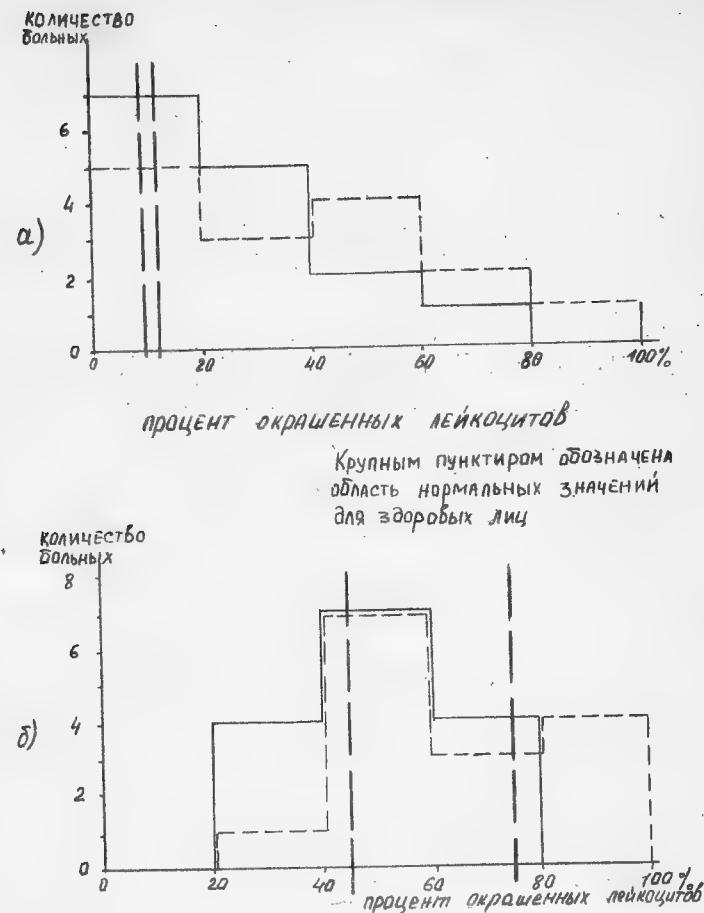 КОЛИЧЕСТВО
больных
6
4
2
0
а)
0 20 40 60 80 100%
ПРОЦЕНТ ОКРАШЕННЫХ ЛЕЙКОЦИТОВ
Крупным пунктиром обозначена
область нормальных значений
для здоровых лиц
КОЛИЧЕСТВО
больных
8
6
4
2
0
б)
20 40 60 80 100%
процент окрашенных лейкоцитов